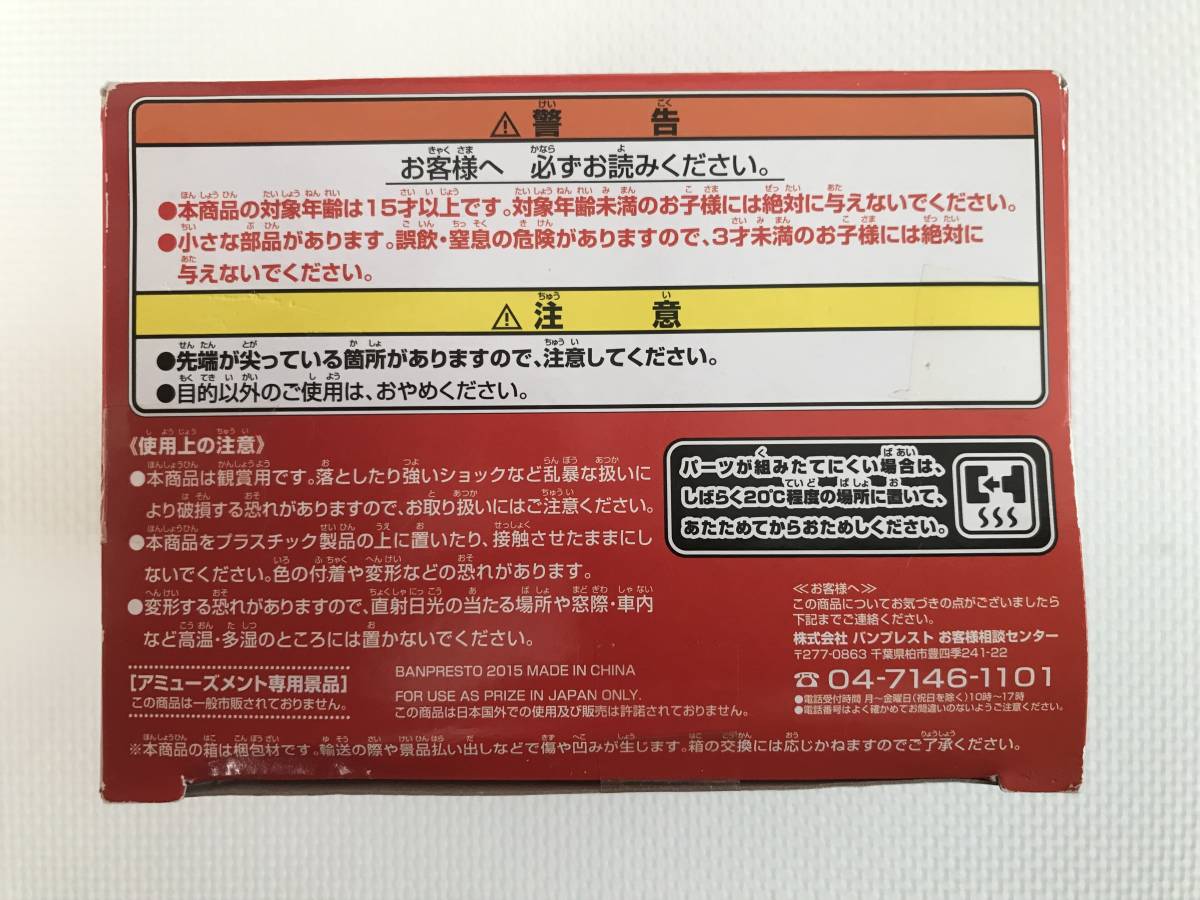 ⚠警告
お客様へ 必ずお読みください。
●本商品の対象年齢は15才以上です。対象年齢未満のお子様には絶対に与えないでください。
●小さな部品があります。誤飲・窒息の危険がありますので、3才未満のお子様には絶対に
与えないでください。
⚠注意
●先端が尖っている箇所がありますので、注意してください。
●目的以外のご使用は、おやめください。
《使用上の注意》
●本商品は観賞用です。落としたり強いショックなど乱暴な扱いに
より破損する恐れがありますので、お取り扱いにはご注意ください。
●本商品をプラスチック製品の上に置いたり、接触させたままにし
ないでください。色の付着や変形などの恐れがあります。
●変形する恐れがありますので、直射日光の当たる場所や窓際・車内
など高温・多湿のところには置かないでください。
パーツが組みたてにくい場合は、
しばらく20℃程度の場所に置いて、
あたためてからおためしください。
≪お客様へ≫
この商品についてお気づきの点がございましたら
下記までご連絡ください。
株式会社 バンプレスト お客様相談センター
〒277-0863 千葉県柏市豊四季241-22
☎04-7146-1101
●電話受付時間 月〜金曜日(祝日を除く)10時〜17時
●電話番号はよく確かめてお間違いのないようご注意ください。
[アミューズメント専用景品]
この商品は一般市販されておりません。
BANPRESTO 2015 MADE IN CHINA
FOR USE AS PRIZE IN JAPAN ONLY.
この商品は日本国外での使用及び販売は許諾されておりません。
※本商品の箱は梱包材です。輸送の際や景品払い出しなどで傷や凹みが生じます。箱の交換には応じかねますのでご了承ください。